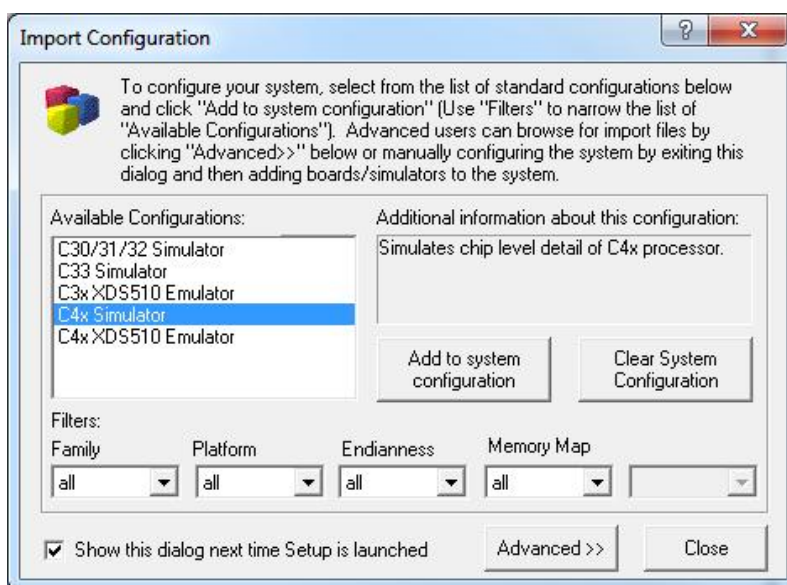 Import Configuration
To configure your system, select from the list of standard configurations below
and click "Add to system configuration" (Use "Filters" to narrow the list of
"Available Configurations"). Advanced users can browse for import files by
clicking "Advanced>>" below or manually configuring the system by exiting this
dialog and then adding boards/simulators to the system.
Available Configurations:
C30/31/32 Simulator
C33 Simulator
C3x XDS510 Emulator
C4x Simulator
C4x XDS510 Emulator
Additional information about this configuration:
Simulates chip level detail of C4x processor.
Add to system
configuration
Clear System
Configuration
Filters:
Family Platform Endianness Memory Map
all all all all
Show this dialog next time Setup is launched
Advanced >>
Close